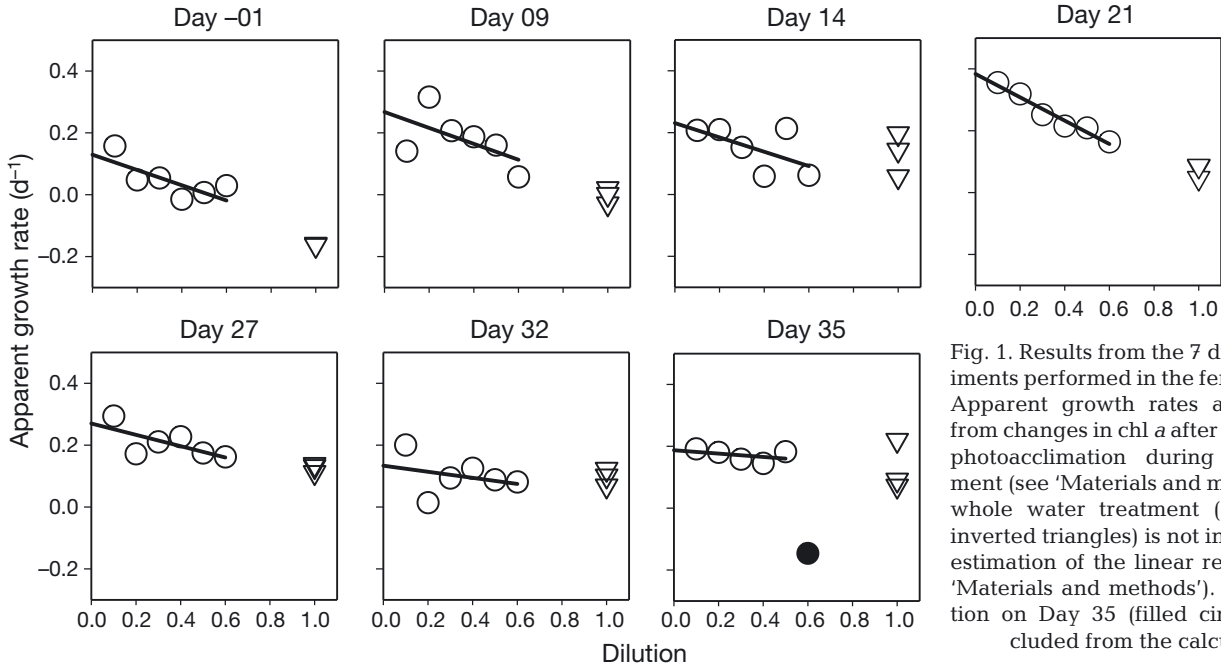 Day –01
Day 09
Day 14
Day 21
0.4
0.2
0.0
–0.2
0.0 0.2 0.4 0.6 0.8 1.0
Day 27
Day 32
Day 35
0.4
0.2
0.0
–0.2
0.0 0.2 0.4 0.6 0.8 1.0
0.0 0.2 0.4 0.6 0.8 1.0
0.0 0.2 0.4 0.6 0.8 1.0
Apparent growth rate (d–1)
Dilution
Fig. 1. Results from the 7 d
iments performed in the fer
Apparent growth rates a
from changes in chl a after
photoacclimation during
ment (see ‘Materials and m
whole water treatment (
inverted triangles) is not in
estimation of the linear re
‘Materials and methods’).
tion on Day 35 (filled cir
cluded from the calcu